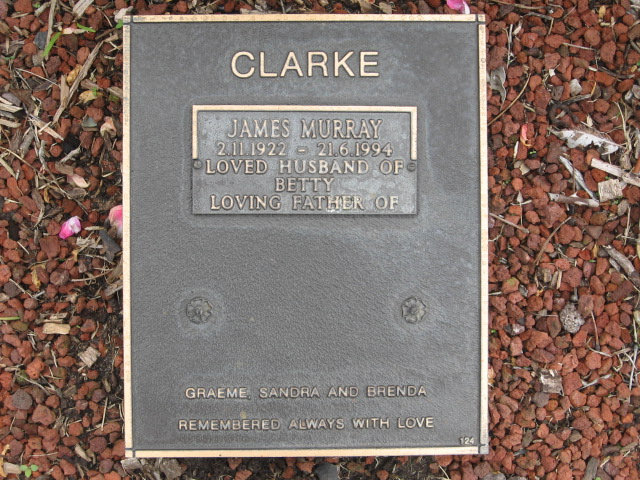 CLARKE
JAMES MURRAY
2.11.1922 - 21.6.1994
LOVED HUSBAND OF
BETTY
LOVING FATHER OF
GRAEME, SANDRA AND BRENDA
REMEMBERED ALWAYS WITH LOVE
124